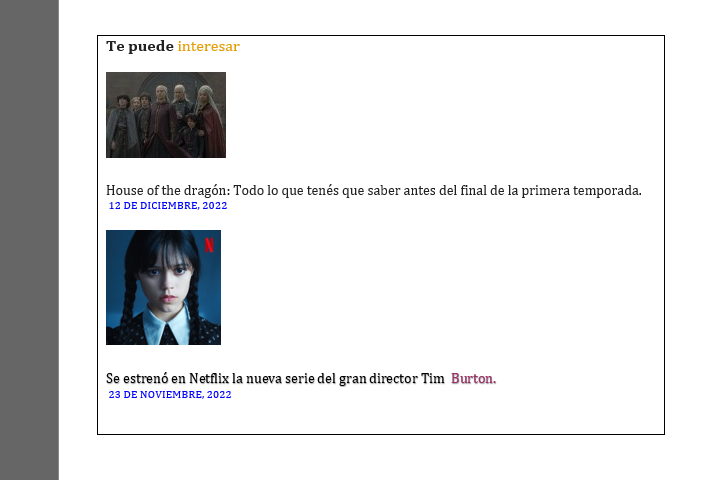 Te puede interesar
House of the dragón: Todo lo que tenés que saber antes del final de la primera temporada.
12 DE DICIEMBRE, 2022
N
Se estrenó en Netflix la nueva serie del gran director Tim Burton.
23 DE NOVIEMBRE, 2022